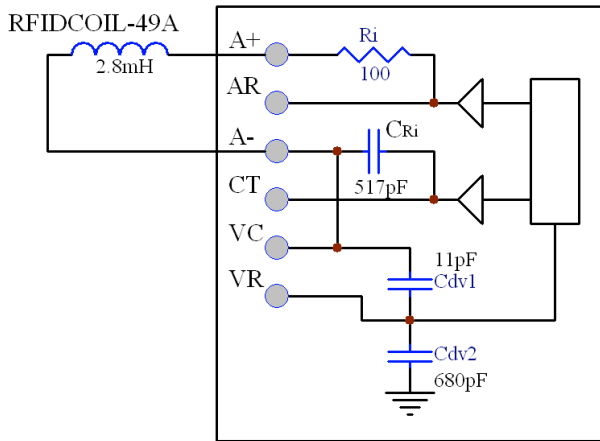 RFIDCOIL-49A
2.8mH
A+
Ri
100
AR
A-
CRi
517pF
CT
VC
11pF
Cdv1
VR
Cdv2
680pF